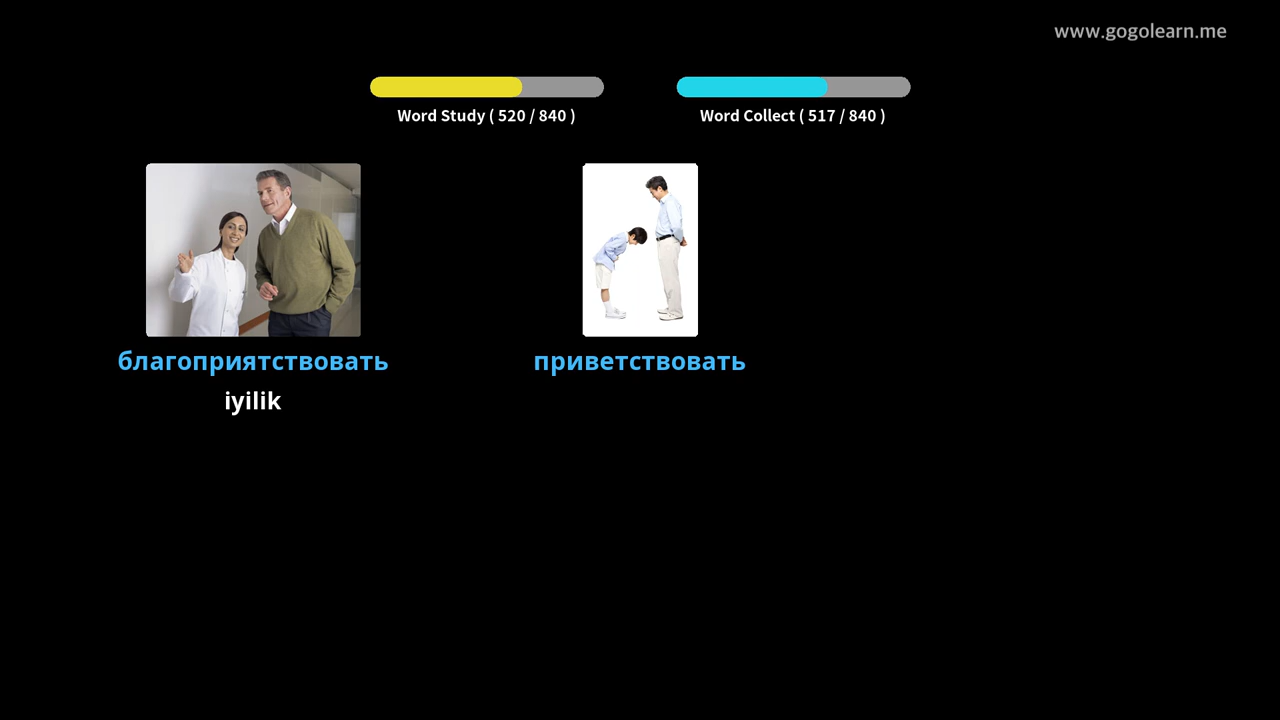 www.gogolearn.me
Word Study ( 520 / 840 )
Word Collect ( 517 / 840 )
благоприятствовать
приветствовать
iyilik